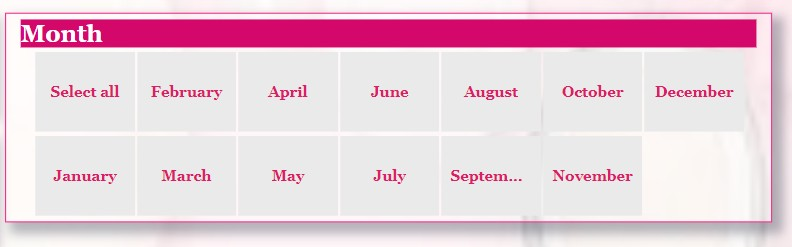 Month
Select all February April June August October December
January March May July Septem... November